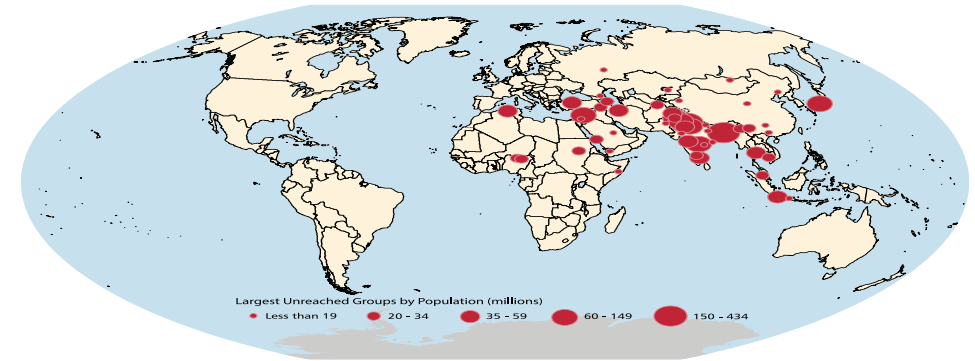 Largest Unreached Groups by Population (millions)
Less than 19 20 - 34 35 - 59 60 - 149 150 - 434